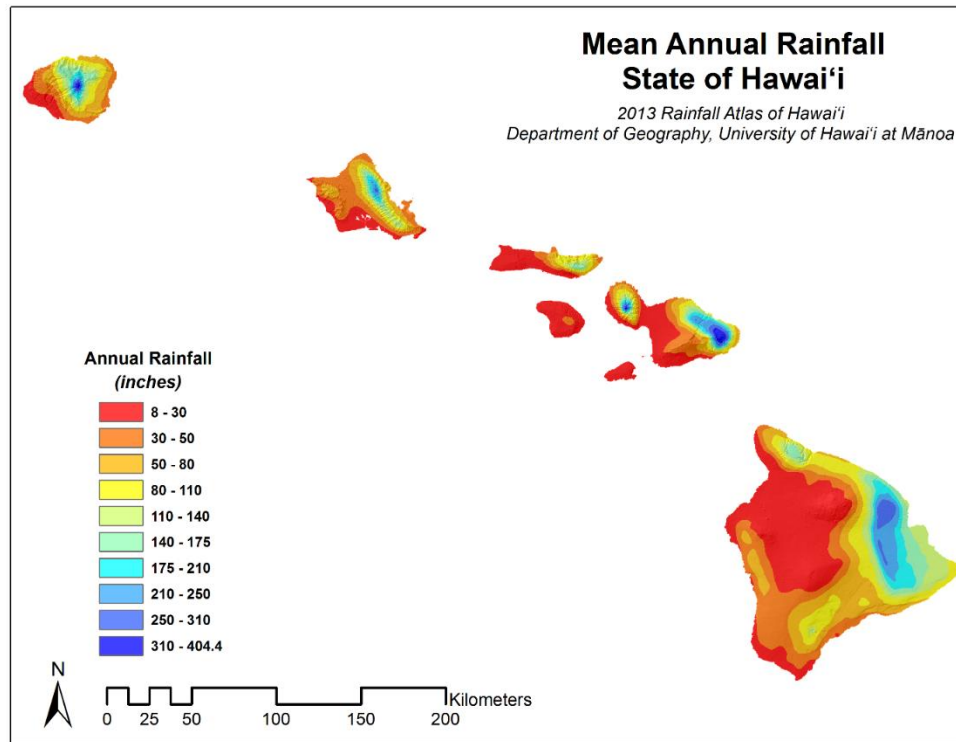 Mean Annual Rainfall
State of Hawai‘i
2013 Rainfall Atlas of Hawai‘i
Department of Geography, University of Hawai‘i at Mānoa
Annual Rainfall
(inches)
8 - 30
30 - 50
50 - 80
80 - 110
110 - 140
140 - 175
175 - 210
210 - 250
250 - 310
310 - 404.4
N
Kilometers
0 25 50 100 150 200